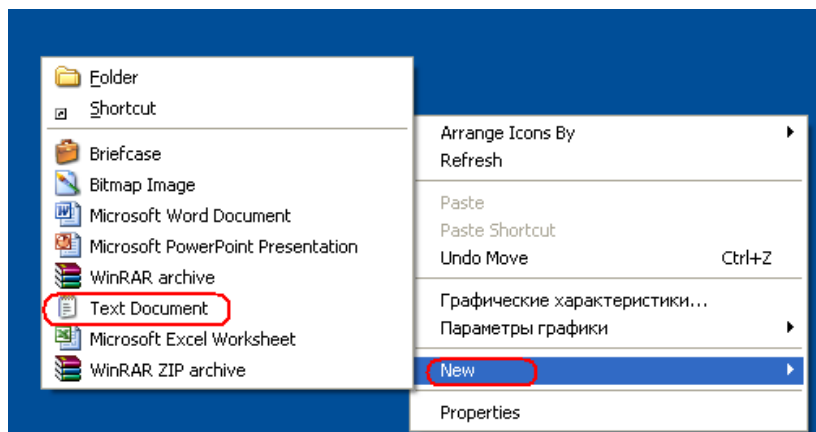 Folder
Shortcut
Briefcase
Bitmap Image
Microsoft Word Document
Microsoft PowerPoint Presentation
WinRAR archive
Text Document
Microsoft Excel Worksheet
WinRAR ZIP archive
Arrange Icons By
Refresh
Paste
Paste Shortcut
Undo Move Ctrl+Z
Графические характеристики...
Параметры графики
New
Properties